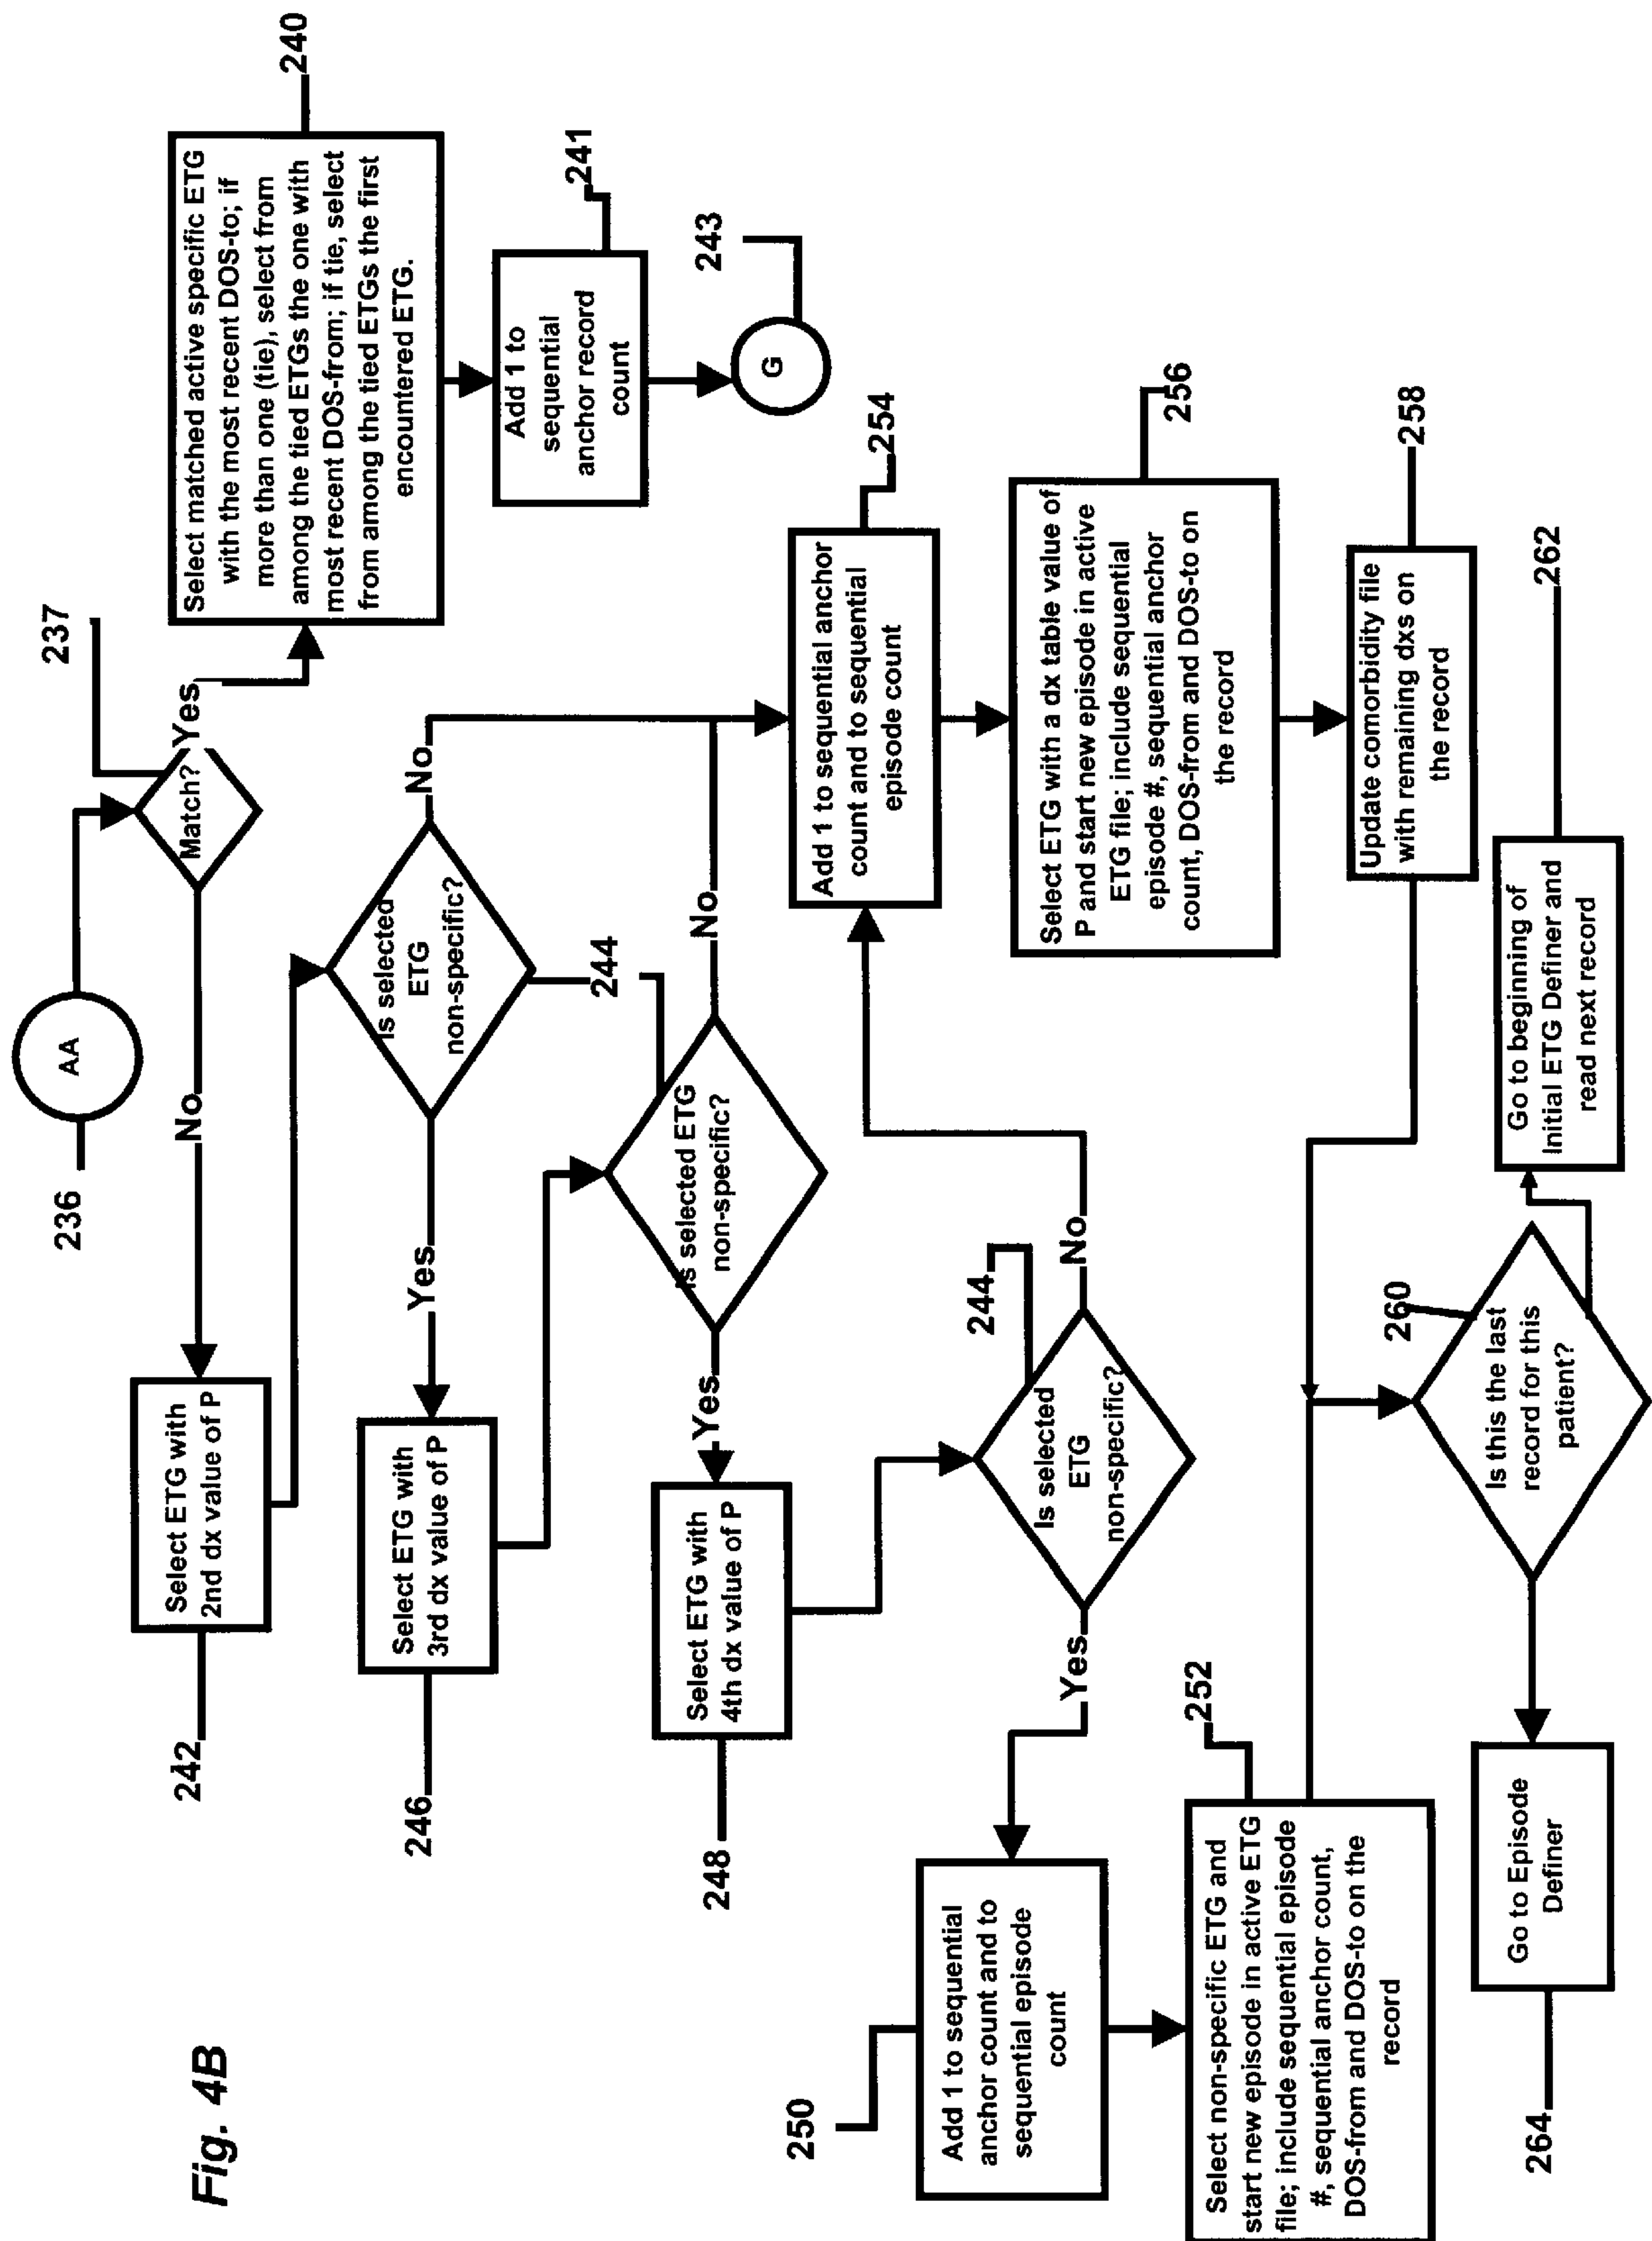 Fig. 4B
236
AA
237
Match?
Yes
No
240
Select matched active specific ETG
with the most recent DOS-to; if
more than one (tie), select from
among the tied ETGs the one with
most recent DOS-from; if tie, select
from among the tied ETGs the first
encountered ETG.
241
Add 1 to
sequential
anchor record
count
243
G
242
Select ETG with
2nd dx value of P
Is selected
ETG
non-specific?
No
Yes
244
246
Select ETG with
3rd dx value of P
Is selected ETG
non-specific?
No
Yes
248
Select ETG with
4th dx value of P
244
Is selected
ETG
non-specific?
No
Yes
254
Add 1 to sequential anchor
count and to sequential
episode count
256
Select ETG with a dx table value of
P and start new episode in active
ETG file; include sequential
episode #, sequential anchor
count, DOS-from and DOS-to on
the record
258
Update comorbidity file
with remaining dxs on
the record
250
Add 1 to sequential
anchor count and to
sequential episode
count
252
Select non-specific ETG and
start new episode in active ETG
file; include sequential episode
#, sequential anchor count,
DOS-from and DOS-to on the
record
260
Is this the last
record for this
patient?
262
Go to beginning of
Initial ETG Definer and
read next record
264
Go to Episode
Definer